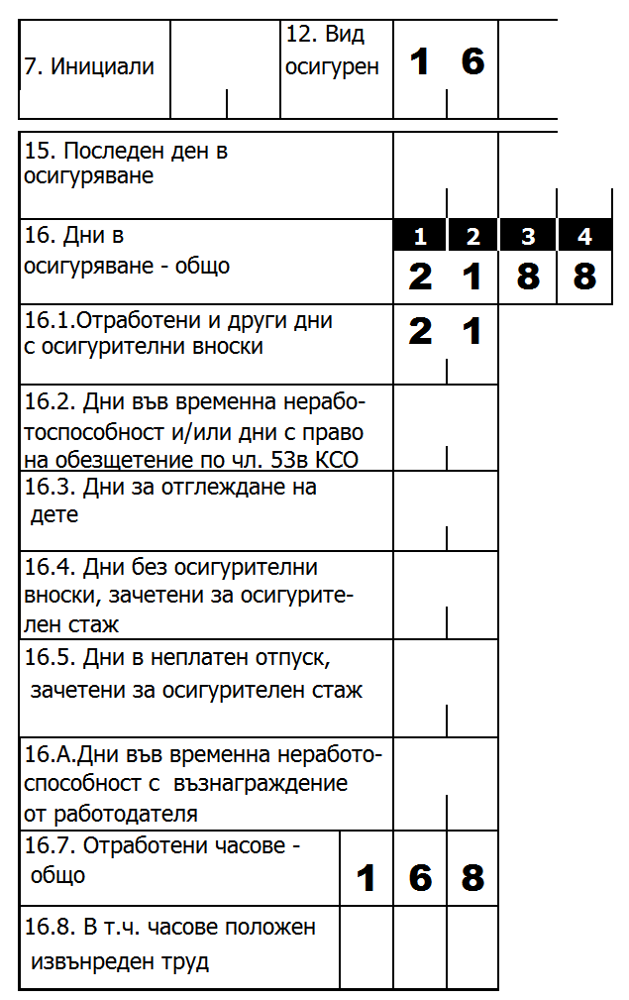 7. Инициали
12. Вид
осигурен
1 6
15. Последен ден в
осигуряване
16. Дни в
осигуряване - общо
1 2 3 4
2 1 8 8
16.1.Отработени и други дни
с осигурителни вноски
2 1
16.2. Дни във временна нерабо-
тоспособност и/или дни с право
на обезщетение по чл. 53в КСО
16.3. Дни за отглеждане на
дете
16.4. Дни без осигурителни
вноски, зачетени за осигурите-
лен стаж
16.5. Дни в неплатен отпуск,
зачетени за осигурителен стаж
16.А.Дни във временна неработо-
способност с възнаграждение
от работодателя
16.7. Отработени часове -
общо
1 6 8
16.8. В т.ч. часове положен
извънреден труд